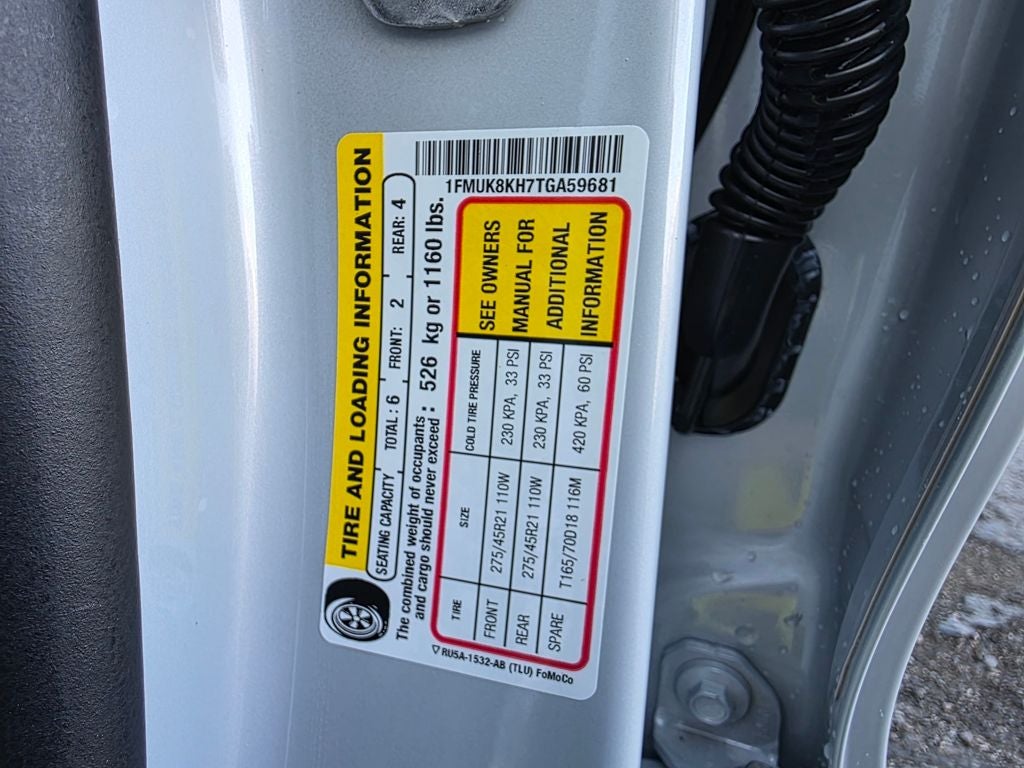 1FMUK8KH7TGA59681
TIRE AND LOADING INFORMATION
SEATING CAPACITY TOTAL : 6 FRONT: 2 REAR: 4
The combined weight of occupants
and cargo should never exceed : 526 kg or 1160 lbs.
TIRE SIZE COLD TIRE PRESSURE
FRONT 275/45R21 110W 230 KPA, 33 PSI
REAR 275/45R21 110W 230 KPA, 33 PSI
SPARE T165/70D18 116M 420 KPA, 60 PSI
SEE OWNERS
MANUAL FOR
ADDITIONAL
INFORMATION
RU5A-1532-AB (TLU) FoMoCo